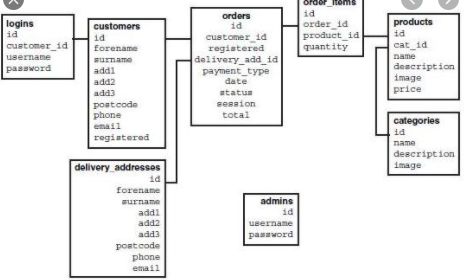 logins
id
customer_id
username
password
customers
id
forename
surname
add1
add2
add3
postcode
phone
email
registered
orders
id
customer_id
registered
delivery_add_id
payment_type
date
status
session
total
order_items
id
order_id
product_id
quantity
products
id
cat_id
name
description
image
price
categories
id
name
description
image
delivery_addresses
id
forename
surname
add1
add2
add3
postcode
phone
email
admins
id
username
password